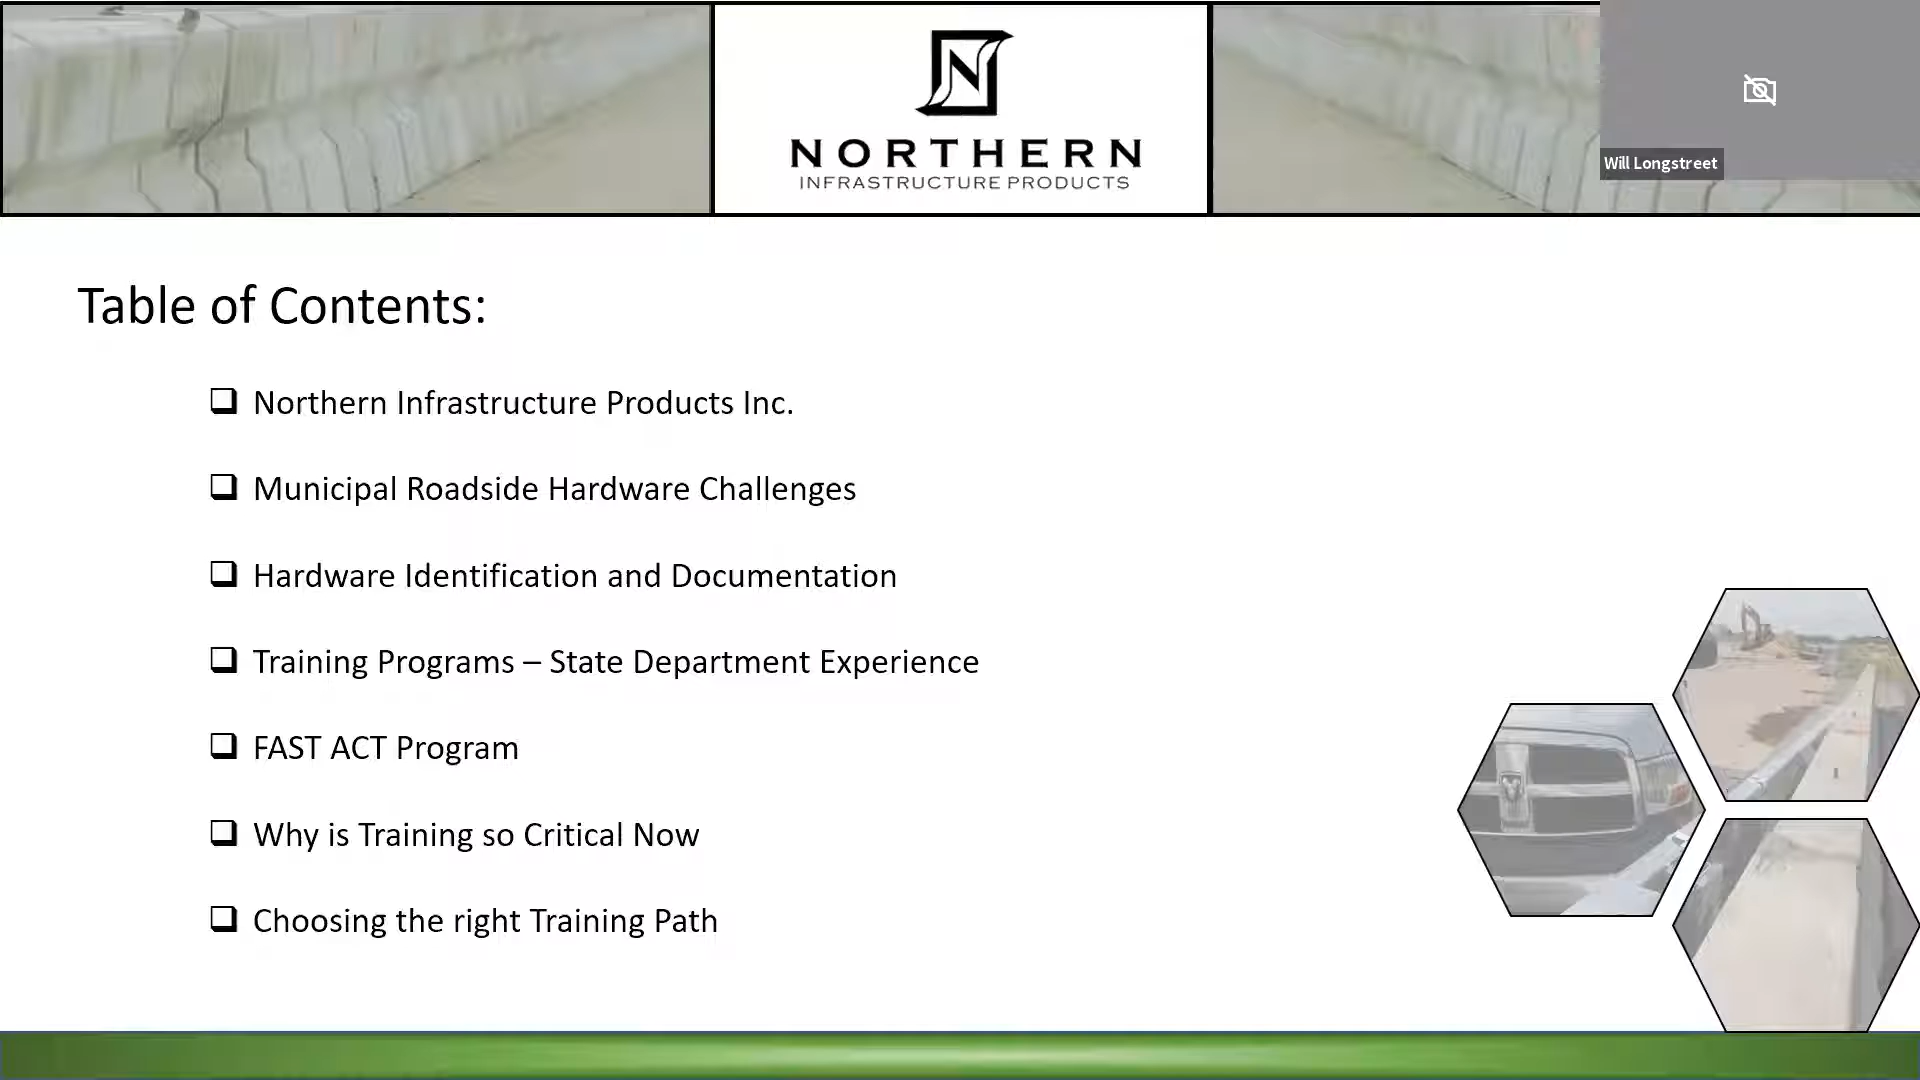 NORTHERN
INFRASTRUCTURE PRODUCTS
Will Longstreet
Table of Contents:
Northern Infrastructure Products Inc.
Municipal Roadside Hardware Challenges
Hardware Identification and Documentation
Training Programs – State Department Experience
FAST ACT Program
Why is Training so Critical Now
Choosing the right Training Path